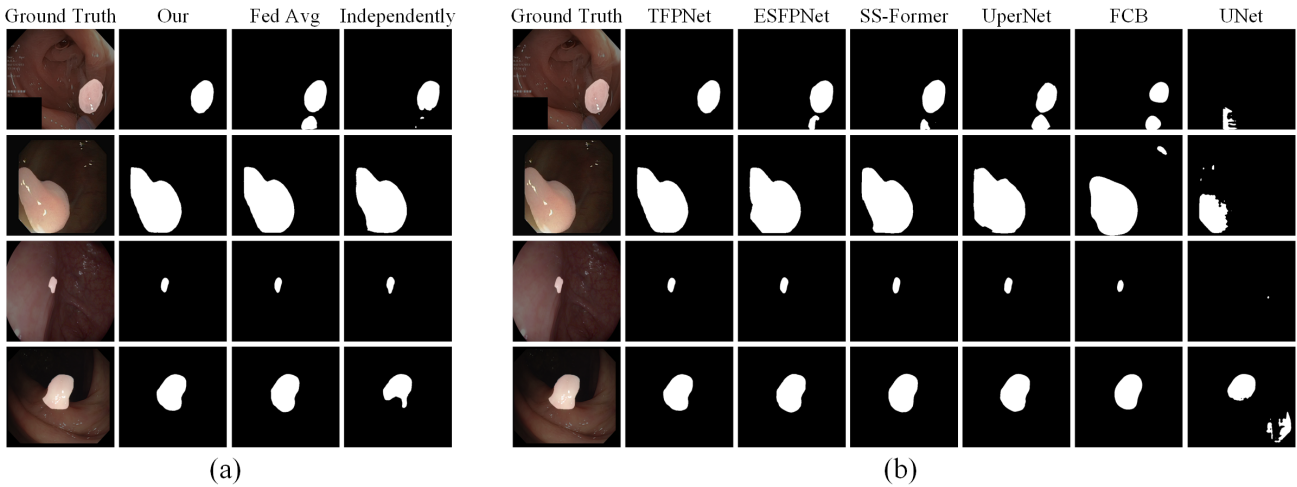 Ground Truth Our Fed Avg Independently
Ground Truth TFPNet ESFPNet SS-Former UperNet FCB UNet
(a)
(b)